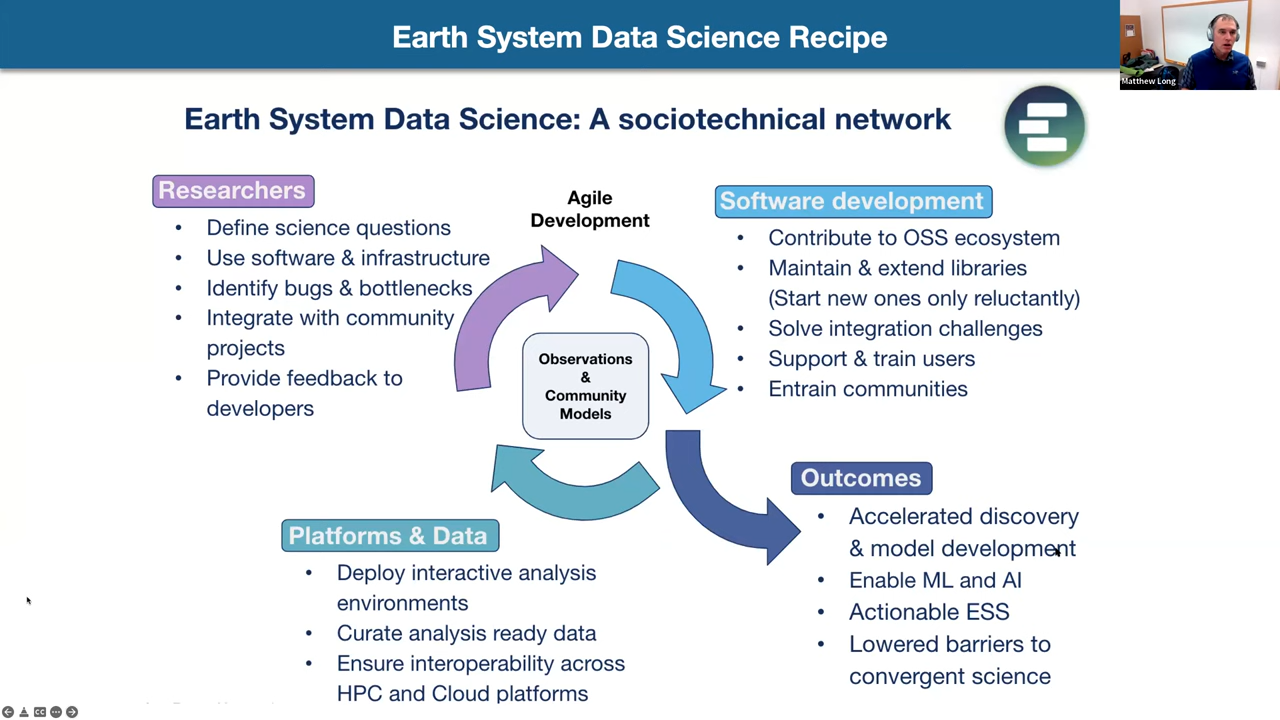 Earth System Data Science Recipe
Matthew Long
Earth System Data Science: A sociotechnical network
Researchers
• Define science questions
• Use software & infrastructure
• Identify bugs & bottlenecks
• Integrate with community
projects
• Provide feedback to
developers
Agile
Development
Software development
• Contribute to OSS ecosystem
• Maintain & extend libraries
(Start new ones only reluctantly)
• Solve integration challenges
• Support & train users
• Entrain communities
Observations
&
Community
Models
Outcomes
• Accelerated discovery
& model development
• Enable ML and AI
• Actionable ESS
• Lowered barriers to
convergent science
Platforms & Data
• Deploy interactive analysis
environments
• Curate analysis ready data
• Ensure interoperability across
HPC and Cloud platforms
CC